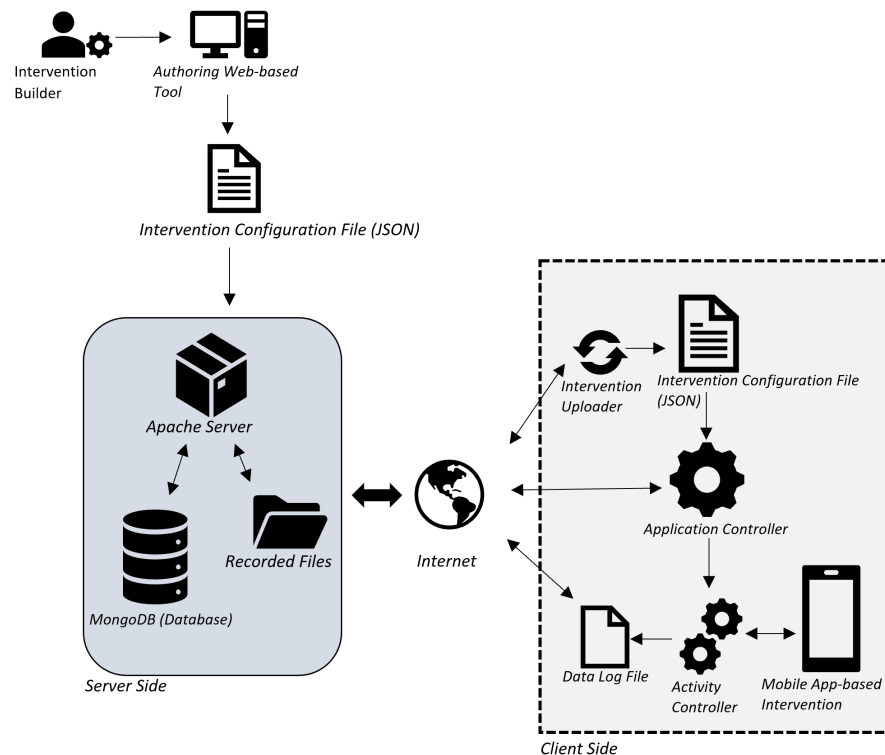 Intervention
Builder
Authoring Web-based
Tool
Intervention Configuration File (JSON)
Apache Server
MongoDB (Database)
Recorded Files
Server Side
Internet
Intervention
Uploader
Intervention Configuration File
(JSON)
Application Controller
Data Log File
Activity
Controller
Mobile App-based
Intervention
Client Side